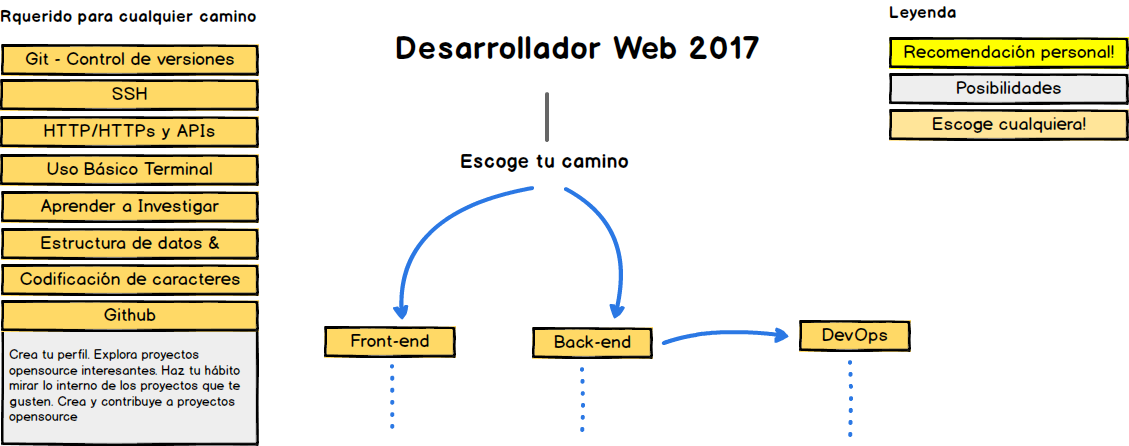 Rquerido para cualquier camino
Git - Control de versiones
SSH
HTTP/HTTPs y APIs
Uso Básico Terminal
Aprender a Investigar
Estructura de datos &
Codificación de caracteres
Github
Crea tu perfil. Explora proyectos
opensource interesantes. Haz tu hábito
mirar lo interno de los proyectos que te
gusten. Crea y contribuye a proyectos
opensource
Desarrollador Web 2017
Escoge tu camino
Front-end
Back-end
DevOps
Leyenda
Recomendación personal!
Posibilidades
Escoge cualquiera!